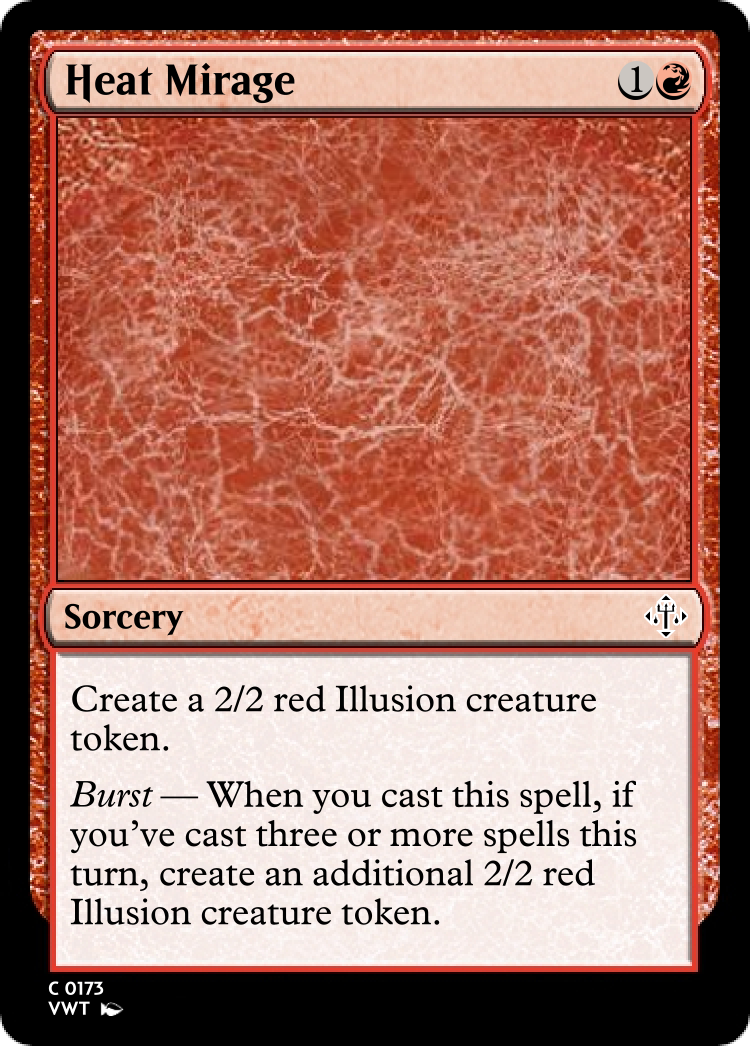 Heat Mirage 1
Sorcery
Create a 2/2 red Illusion creature
token.
Burst — When you cast this spell, if
you've cast three or more spells this
turn, create an additional 2/2 red
Illusion creature token.
C 0173
VWT